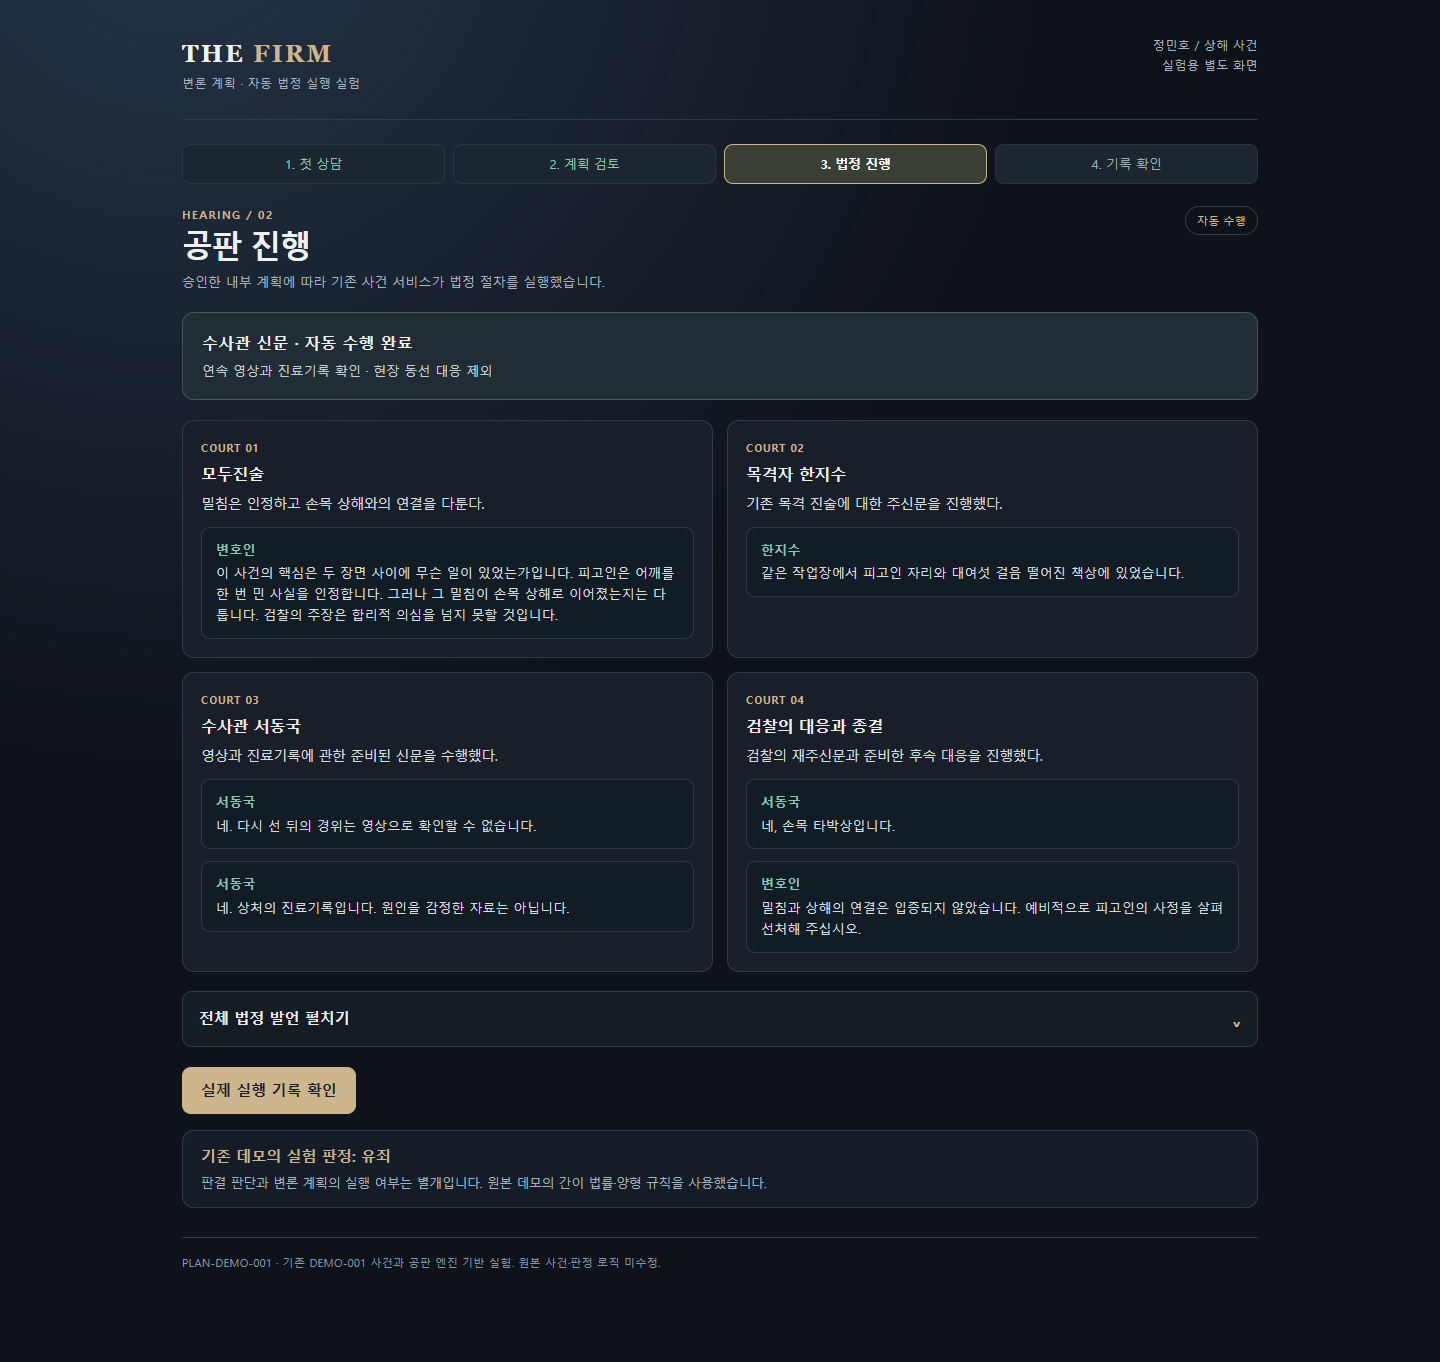 THE FIRM
변론 계획 · 자동 법정 실행 실험
정민호 / 상해 사건
실험용 별도 화면
1. 첫 상담
2. 계획 검토
3. 법정 진행
4. 기록 확인
HEARING / 02
공판 진행
자동 수행
승인한 내부 계획에 따라 기존 사건 서비스가 법정 절차를 실행했습니다.
수사관 신문 · 자동 수행 완료
연속 영상과 진료기록 확인 · 현장 동선 대응 제외
COURT 01
모두진술
밀침은 인정하고 손목 상해와의 연결을 다툰다.
변호인
이 사건의 핵심은 두 장면 사이에 무슨 일이 있었는가입니다. 피고인은 어깨를
한 번 민 사실을 인정합니다. 그러나 그 밀침이 손목 상해로 이어졌는지는 다
툽니다. 검찰의 주장은 합리적 의심을 넘지 못할 것입니다.
COURT 02
목격자 한지수
기존 목격 진술에 대한 주신문을 진행했다.
한지수
같은 작업장에서 피고인 자리와 대여섯 걸음 떨어진 책상에 있었습니다.
COURT 03
수사관 서동국
영상과 진료기록에 관한 준비된 신문을 수행했다.
서동국
네. 다시 선 뒤의 경위는 영상으로 확인할 수 없습니다.
서동국
네. 상처의 진료기록입니다. 원인을 감정한 자료는 아닙니다.
COURT 04
검찰의 대응과 종결
검찰의 재주신문과 준비한 후속 대응을 진행했다.
서동국
네, 손목 타박상입니다.
변호인
밀침과 상해의 연결은 입증되지 않았습니다. 예비적으로 피고인의 사정을 살펴
선처해 주십시오.
전체 법정 발언 펼치기
실제 실행 기록 확인
기존 데모의 실험 판정: 유죄
판결 판단과 변론 계획의 실행 여부는 별개입니다. 원본 데모의 간이 법률·양형 규칙을 사용했습니다.
PLAN-DEMO-001 · 기존 DEMO-001 사건과 공판 엔진 기반 실험. 원본 사건·판정 로직 미수정.